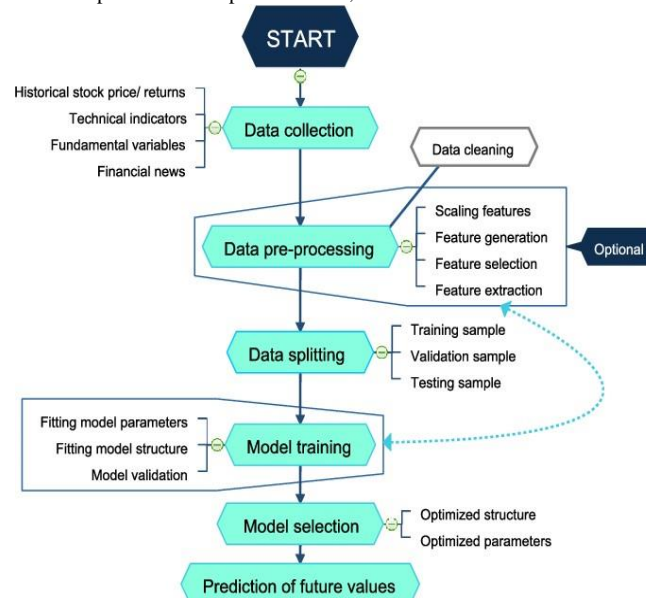 START
Historical stock price/ returns
Technical indicators
Fundamental variables
Financial news
Data collection
Data cleaning
Data pre-processing
Scaling features
Feature generation
Feature selection
Feature extraction
Optional
Data splitting
Training sample
Validation sample
Testing sample
Fitting model parameters
Fitting model structure
Model validation
Model training
Model selection
Optimized structure
Optimized parameters
Prediction of future values